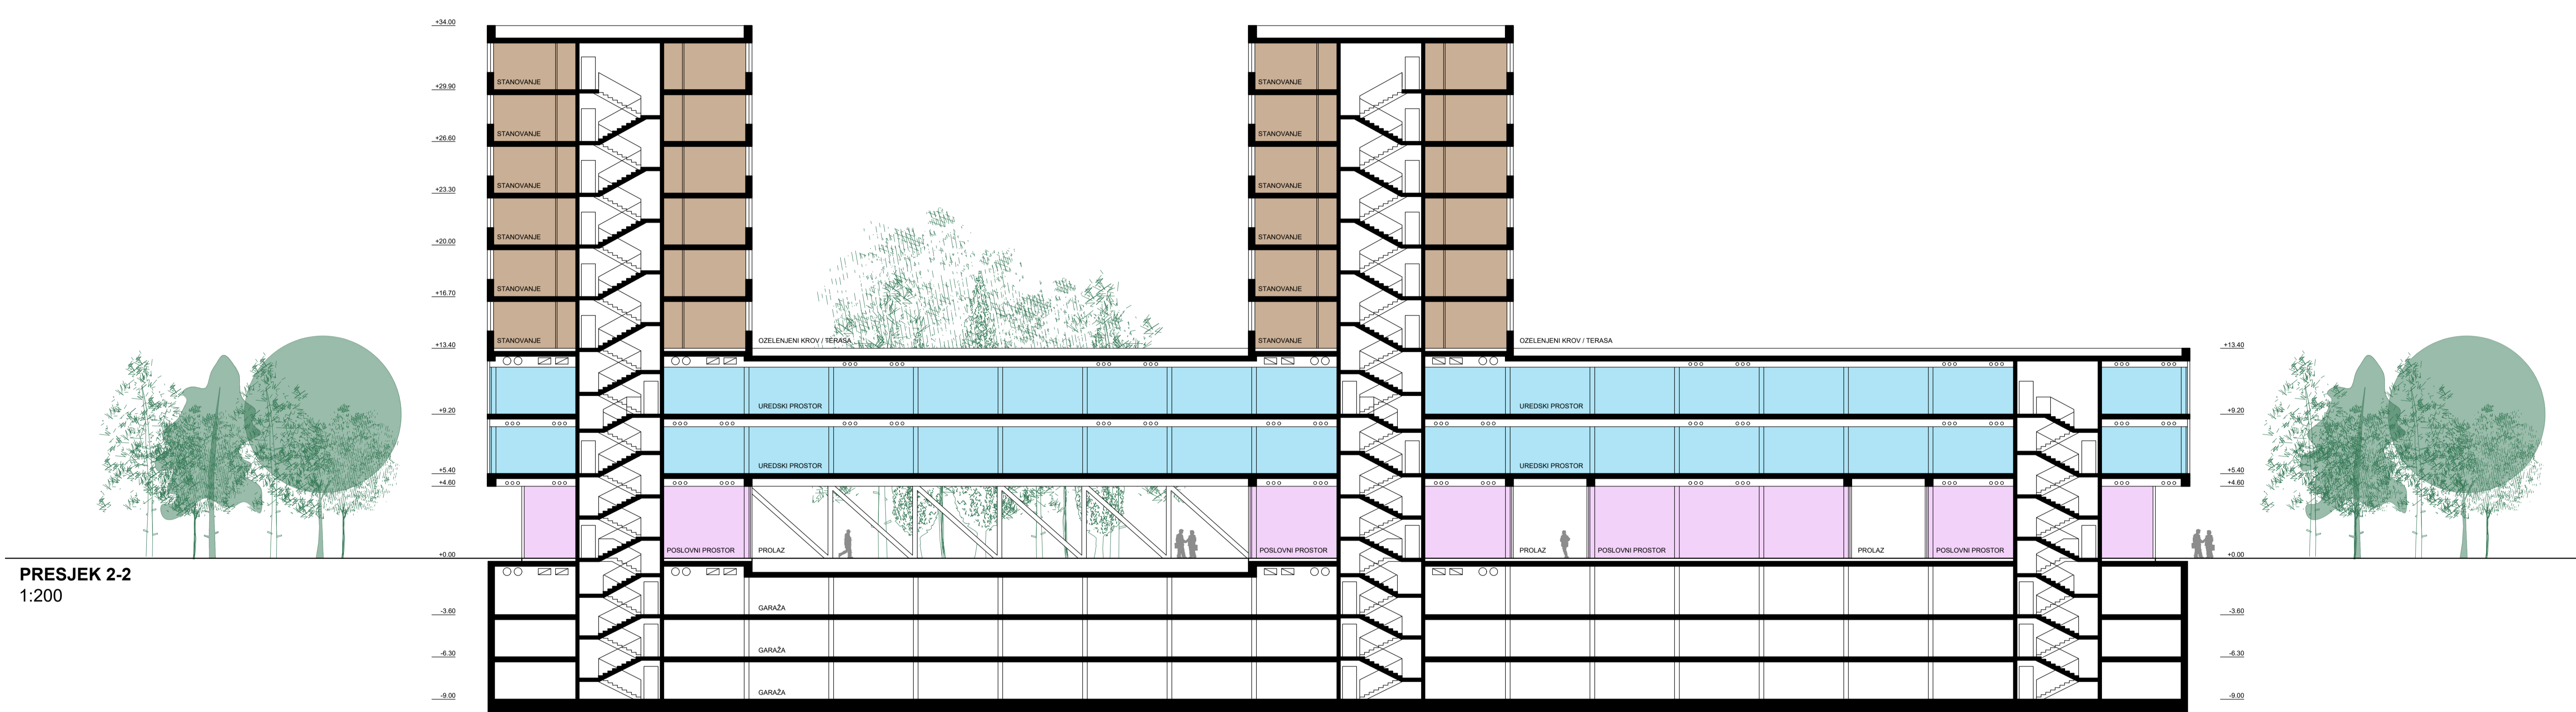 +34.00
STANOVANJE STANOVANJE
+29.90
STANOVANJE STANOVANJE
+26.60
STANOVANJE STANOVANJE
+23.30
STANOVANJE STANOVANJE
+20.00
STANOVANJE STANOVANJE
+16.70
STANOVANJE OZELENJENI KROV / TERASA STANOVANJE OZELENJENI KROV / TERASA
+13.40 +13.40
UREDSKI PROSTOR UREDSKI PROSTOR
+9.20 +9.20
UREDSKI PROSTOR UREDSKI PROSTOR
+5.40 +5.40
+4.60 +4.60
POSLOVNI PROSTOR PROLAZ POSLOVNI PROSTOR PROLAZ POSLOVNI PROSTOR PROLAZ POSLOVNI PROSTOR
+0.00 +0.00
PRESJEK 2-2
1:200
GARAŽA
-3.60 -3.60
GARAŽA
-6.30 -6.30
GARAŽA
-9.00 -9.00